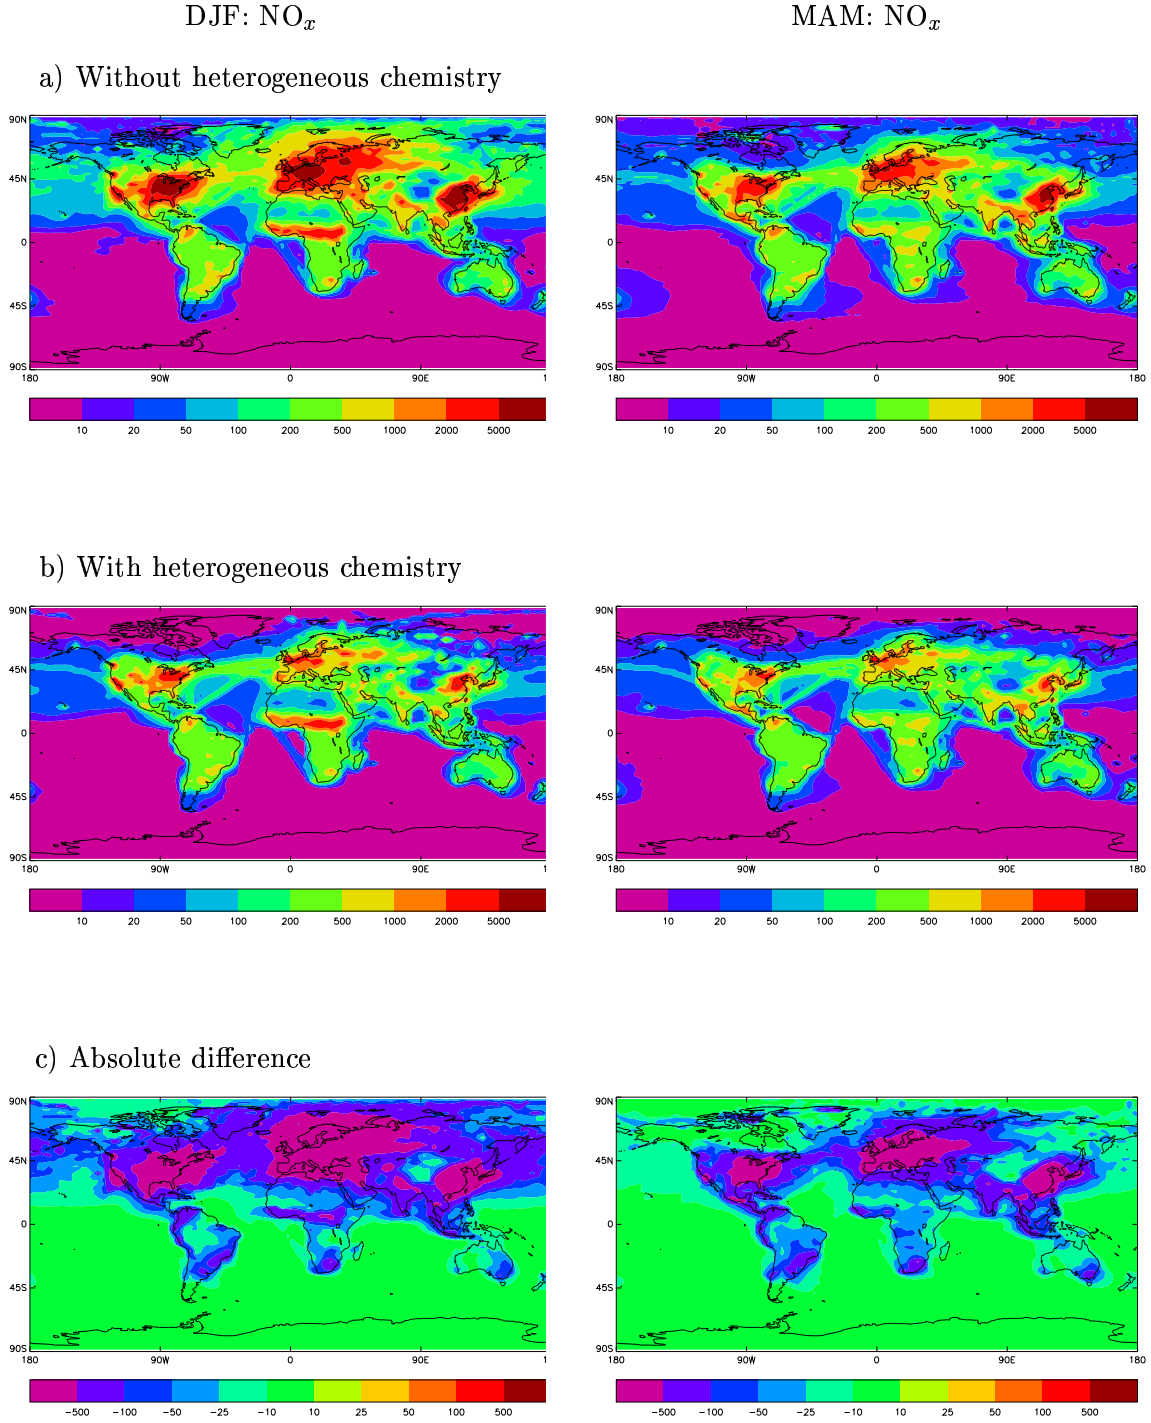 DJF: NOx MAM: NOx
a) Without heterogeneous chemistry
90N 90N
45N 45N
0 0
45S 45S
90S 90S
180 90W 0 90E 1 180 90W 0 90E 180
10 20 50 100 200 500 1000 2000 5000 10 20 50 100 200 500 1000 2000 5000
b) With heterogeneous chemistry
90N 90N
45N 45N
0 0
45S 45S
90S 90S
180 90W 0 90E 1 180 90W 0 90E 180
10 20 50 100 200 500 1000 2000 5000 10 20 50 100 200 500 1000 2000 5000
c) Absolute difference
90N 90N
45N 45N
0 0
45S 45S
90S 90S
180 90W 0 90E 1 180 90W 0 90E 180
-500 -100 -50 -25 -10 10 25 50 100 500 -500 -100 -50 -25 -10 10 25 50 100 500